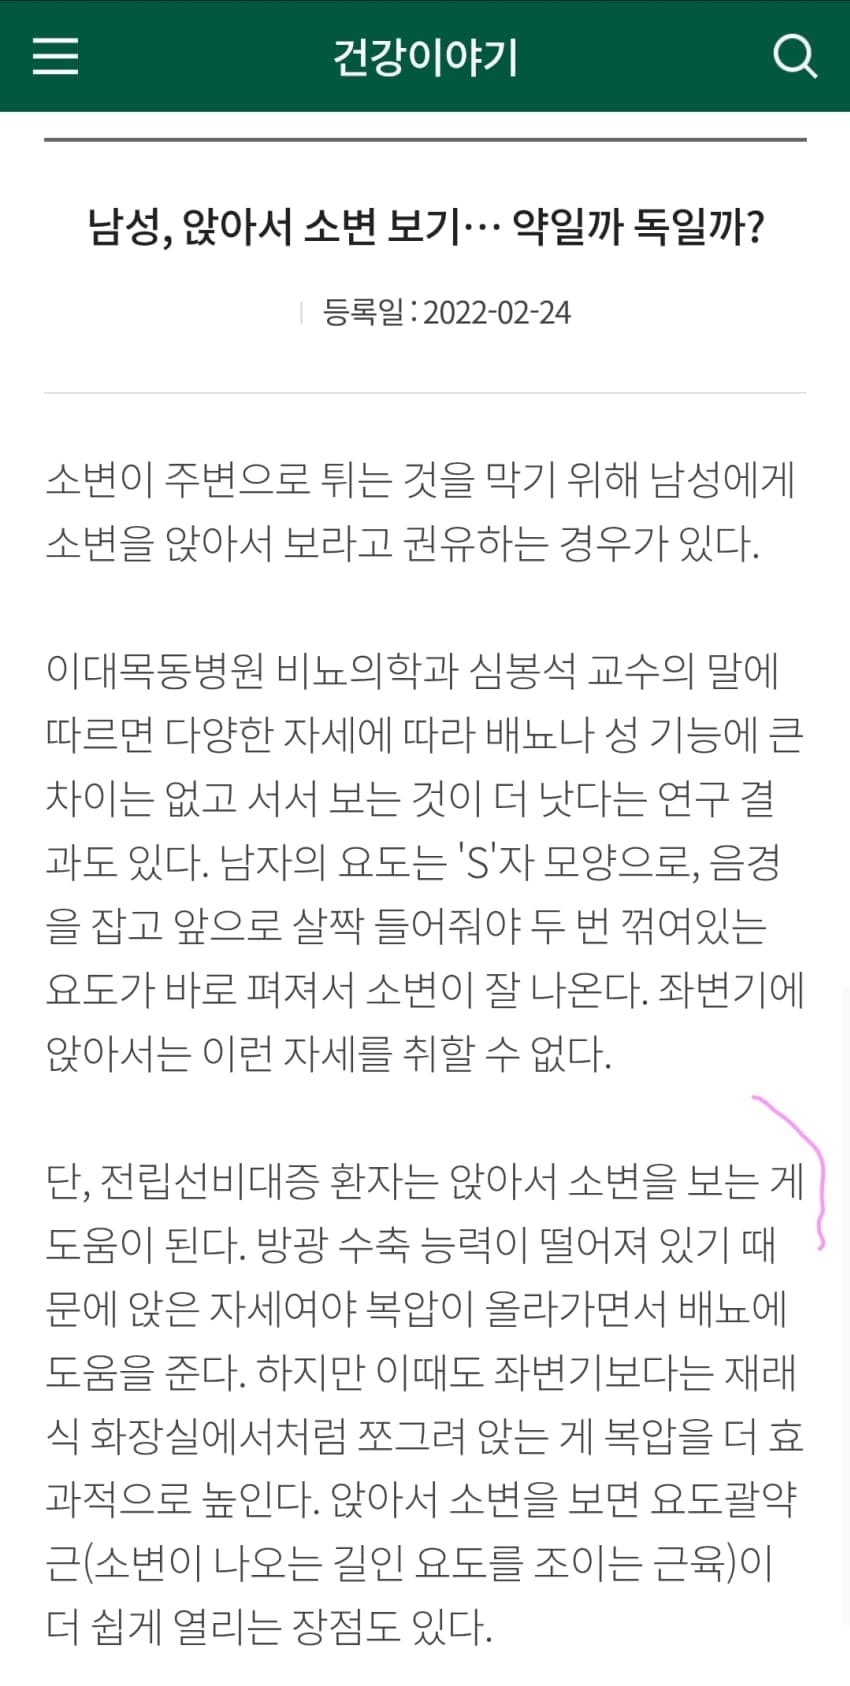 건강이야기
남성, 앉아서 소변 보기… 약일까 독일까?
등록일 : 2022-02-24
소변이 주변으로 튀는 것을 막기 위해 남성에게
소변을 앉아서 보라고 권유하는 경우가 있다.
이대목동병원 비뇨의학과 심봉석 교수의 말에
따르면 다양한 자세에 따라 배뇨나 성 기능에 큰
차이는 없고 서서 보는 것이 더 낫다는 연구 결
과도 있다. 남자의 요도는 'S'자 모양으로, 음경
을 잡고 앞으로 살짝 들어줘야 두 번 꺾여있는
요도가 바로 펴져서 소변이 잘 나온다. 좌변기에
앉아서는 이런 자세를 취할 수 없다.
단, 전립선비대증 환자는 앉아서 소변을 보는 게
도움이 된다. 방광 수축 능력이 떨어져 있기 때
문에 앉은 자세여야 복압이 올라가면서 배뇨에
도움을 준다. 하지만 이때도 좌변기보다는 재래
식 화장실에서처럼 쪼그려 앉는 게 복압을 더 효
과적으로 높인다. 앉아서 소변을 보면 요도괄약
근(소변이 나오는 길인 요도를 조이는 근육)이
더 쉽게 열리는 장점도 있다.